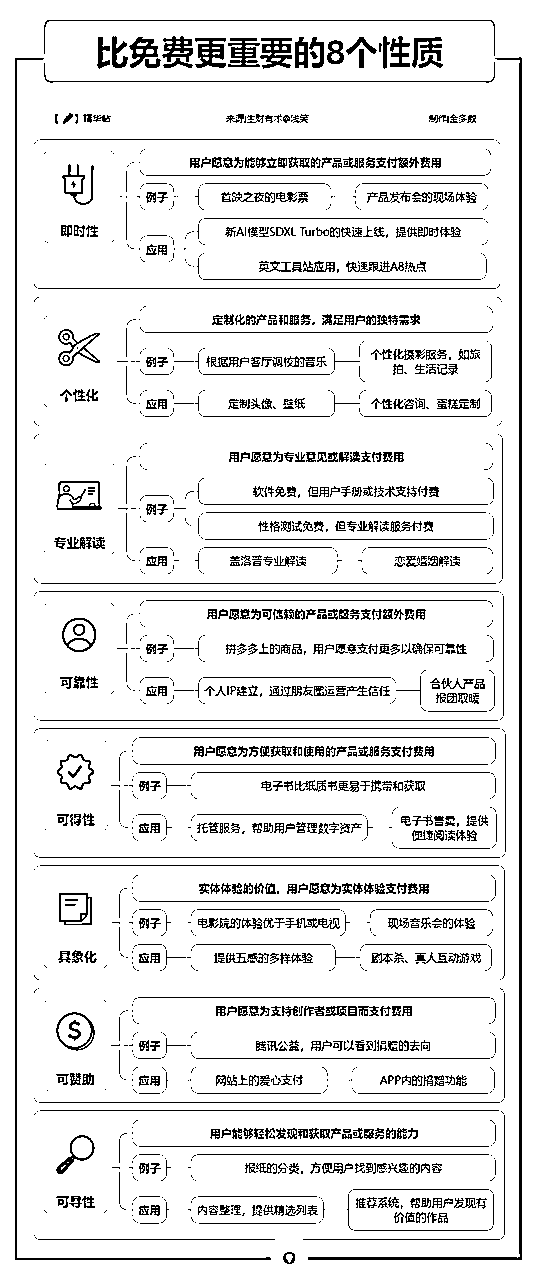 比免费更重要的8个性质
【】精华帖
来源|生财有术@浅笑
制作|金多数
用户愿意为能够立即获取的产品或服务支付额外费用
即时性
例子
首映之夜的电影票
产品发布会的现场体验
应用
新AI模型SDXL Turbo的快速上线，提供即时体验
英文工具站应用，快速跟进AB热点
定制化的产品和服务，满足用户的独特需求
个性化
例子
根据用户客厅调校的音乐
个性化摄影服务，如旅
拍、生活记录
应用
定制头像、壁纸
个性化咨询、蛋糕定制
用户愿意为专业意见或解读支付费用
专业解读
例子
软件免费，但用户手册或技术支持付费
性格测试免费，但专业解读服务付费
应用
盖洛普专业解读
恋爱婚姻解读
用户愿意为可信赖的产品或服务支付额外费用
可靠性
例子
拼多多上的商品，用户愿意支付更多以确保可靠性
应用
个人IP建立，通过朋友圈运营产生信任
合伙人产品
报团取暖
用户愿意为方便获取和使用的产品或服务支付费用
可得性
例子
电子书比纸质书更易于携带和获取
应用
托管服务，帮助用户管理数字资产
电子书售卖，提供
便捷阅读体验
实体体验的价值，用户愿意为实体体验支付费用
具象化
例子
电影院的体验优于手机或电视
现场音乐会的体验
应用
提供五感的多样体验
剧本杀、真人互动游戏
用户愿意为支持创作者或项目而支付费用
可赞助
例子
腾讯公益，用户可以看到捐赠的去向
应用
网站上的爱心支付
APP内的捐赠功能
用户能够轻松发现和获取产品或服务的能力
可寻性
例子
报纸的分类，方便用户找到感兴趣的内容
应用
内容整理，提供精选列表
推荐系统，帮助用户发现有
价值的作品